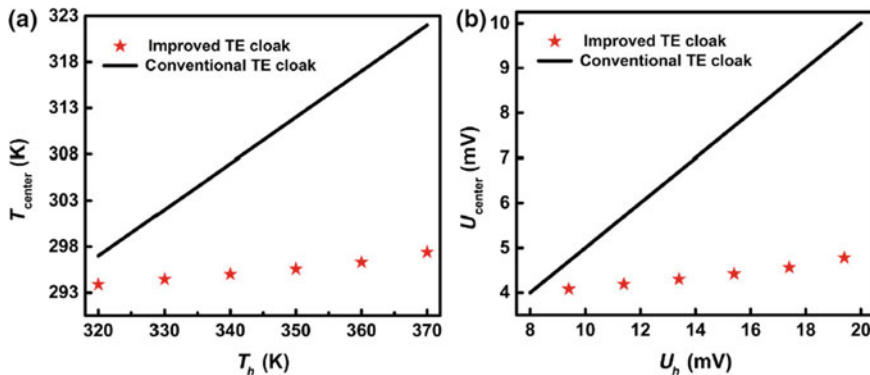 (a)
323
318
313
308
303
298
293
T_center (K)
★ Improved TE cloak
Conventional TE cloak
320 330 340 350 360 370
T_h (K)
(b)
10
9
8
7
6
5
4
U_center (mV)
★ Improved TE cloak
Conventional TE cloak
8 10 12 14 16 18 20
U_h (mV)